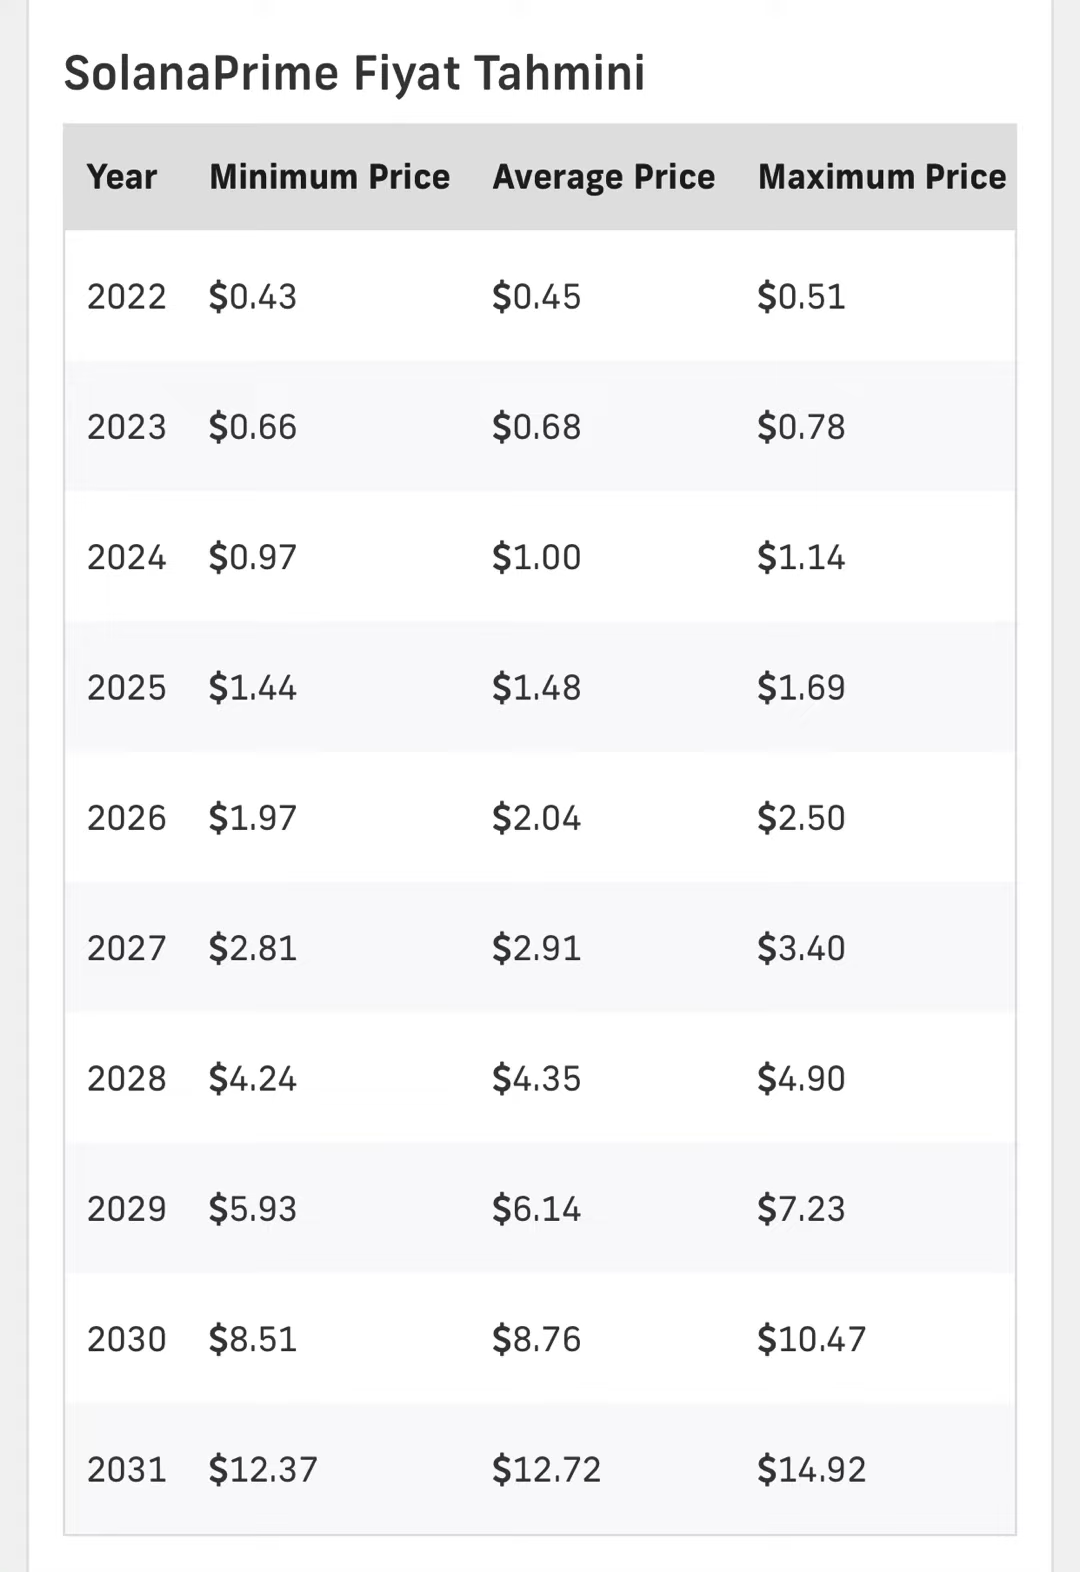 SolanaPrime Fiyat Tahmini
Year Minimum Price Average Price Maximum Price
2022 $0.43 $0.45 $0.51
2023 $0.66 $0.68 $0.78
2024 $0.97 $1.00 $1.14
2025 $1.44 $1.48 $1.69
2026 $1.97 $2.04 $2.50
2027 $2.81 $2.91 $3.40
2028 $4.24 $4.35 $4.90
2029 $5.93 $6.14 $7.23
2030 $8.51 $8.76 $10.47
2031 $12.37 $12.72 $14.92